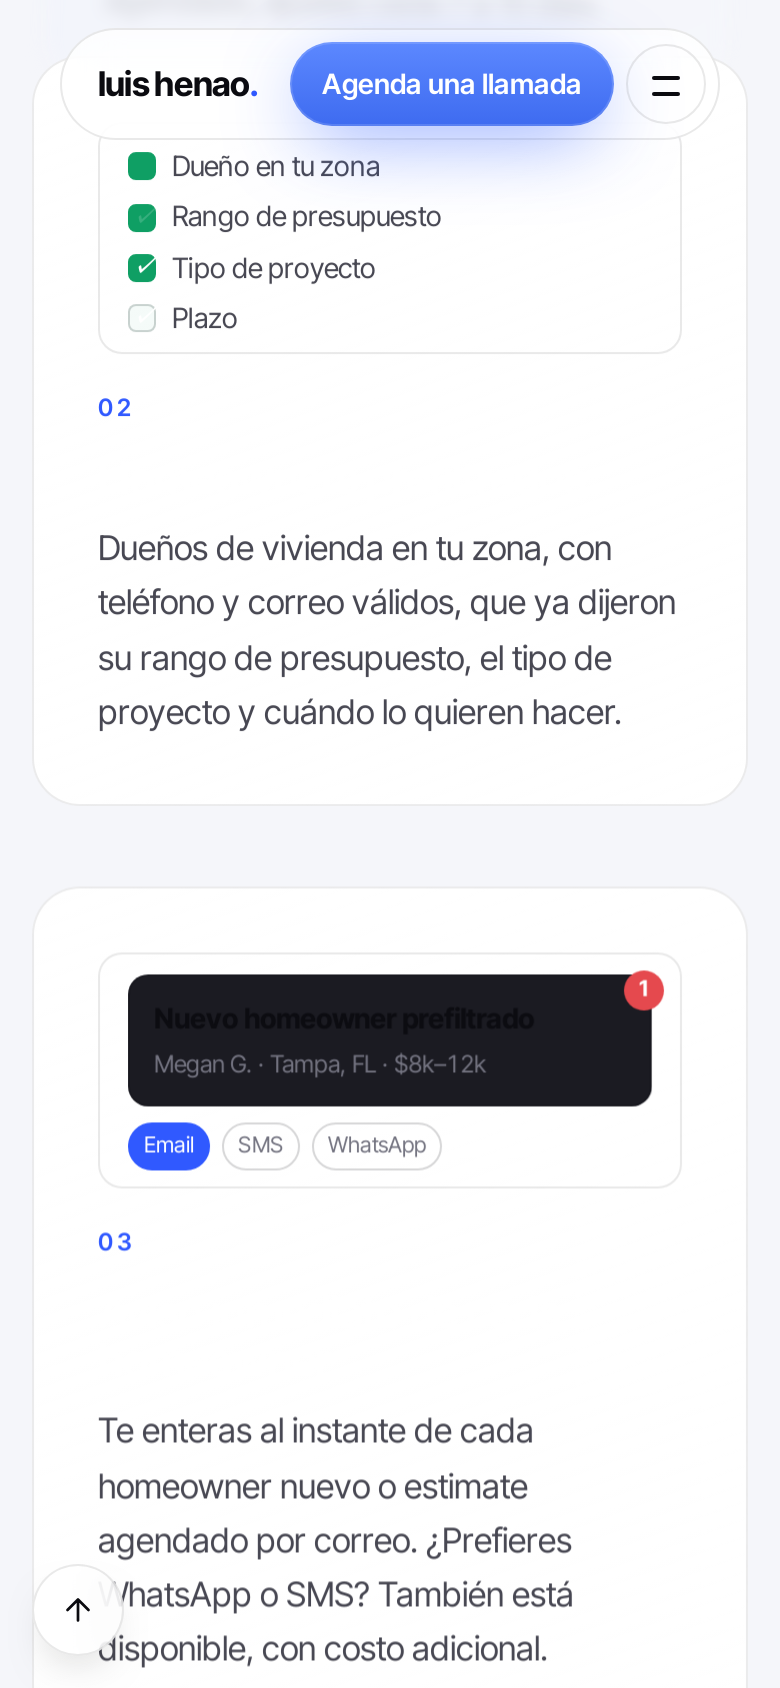 luis henao.
Agenda una llamada
Dueño en tu zona
Rango de presupuesto
Tipo de proyecto
Plazo
02
Dueños de vivienda en tu zona, con
teléfono y correo válidos, que ya dijeron
su rango de presupuesto, el tipo de
proyecto y cuándo lo quieren hacer.
1
Nuevo homeowner prefiltrado
Megan G. · Tampa, FL · $8k–12k
Email
SMS
WhatsApp
03
Te enteras al instante de cada
homeowner nuevo o estimate
agendado por correo. ¿Prefieres
WhatsApp o SMS? También está
disponible, con costo adicional.